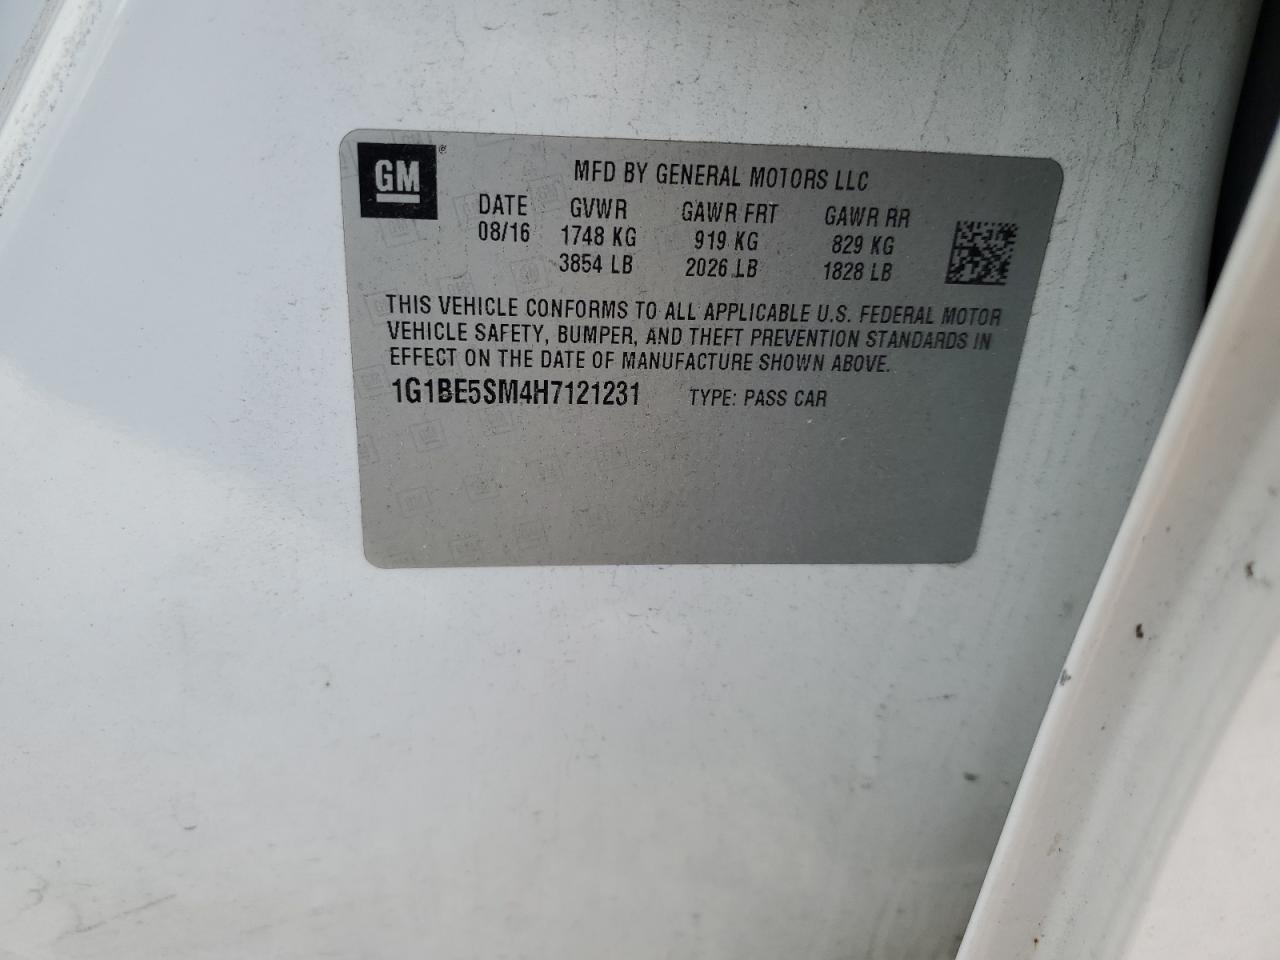 GM®
MFD BY GENERAL MOTORS LLC
DATE GVWR GAWR FRT GAWR RR
08/16 1748 KG 919 KG 829 KG
3854 LB 2026 LB 1828 LB
THIS VEHICLE CONFORMS TO ALL APPLICABLE U.S. FEDERAL MOTOR
VEHICLE SAFETY, BUMPER, AND THEFT PREVENTION STANDARDS IN
EFFECT ON THE DATE OF MANUFACTURE SHOWN ABOVE.
1G1BE5SM4H7121231 TYPE: PASS CAR